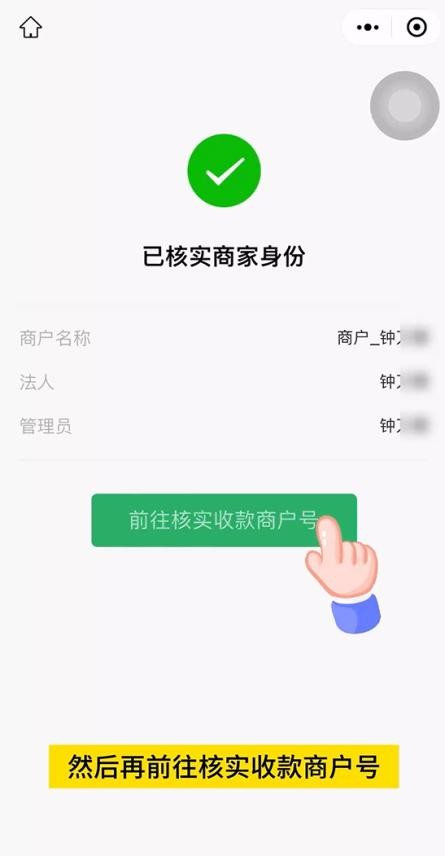 已核实商家身份
商户名称
商户_钟
法人
钟
管理员
钟
前往核实收款商户号
然后再前往核实收款商户号